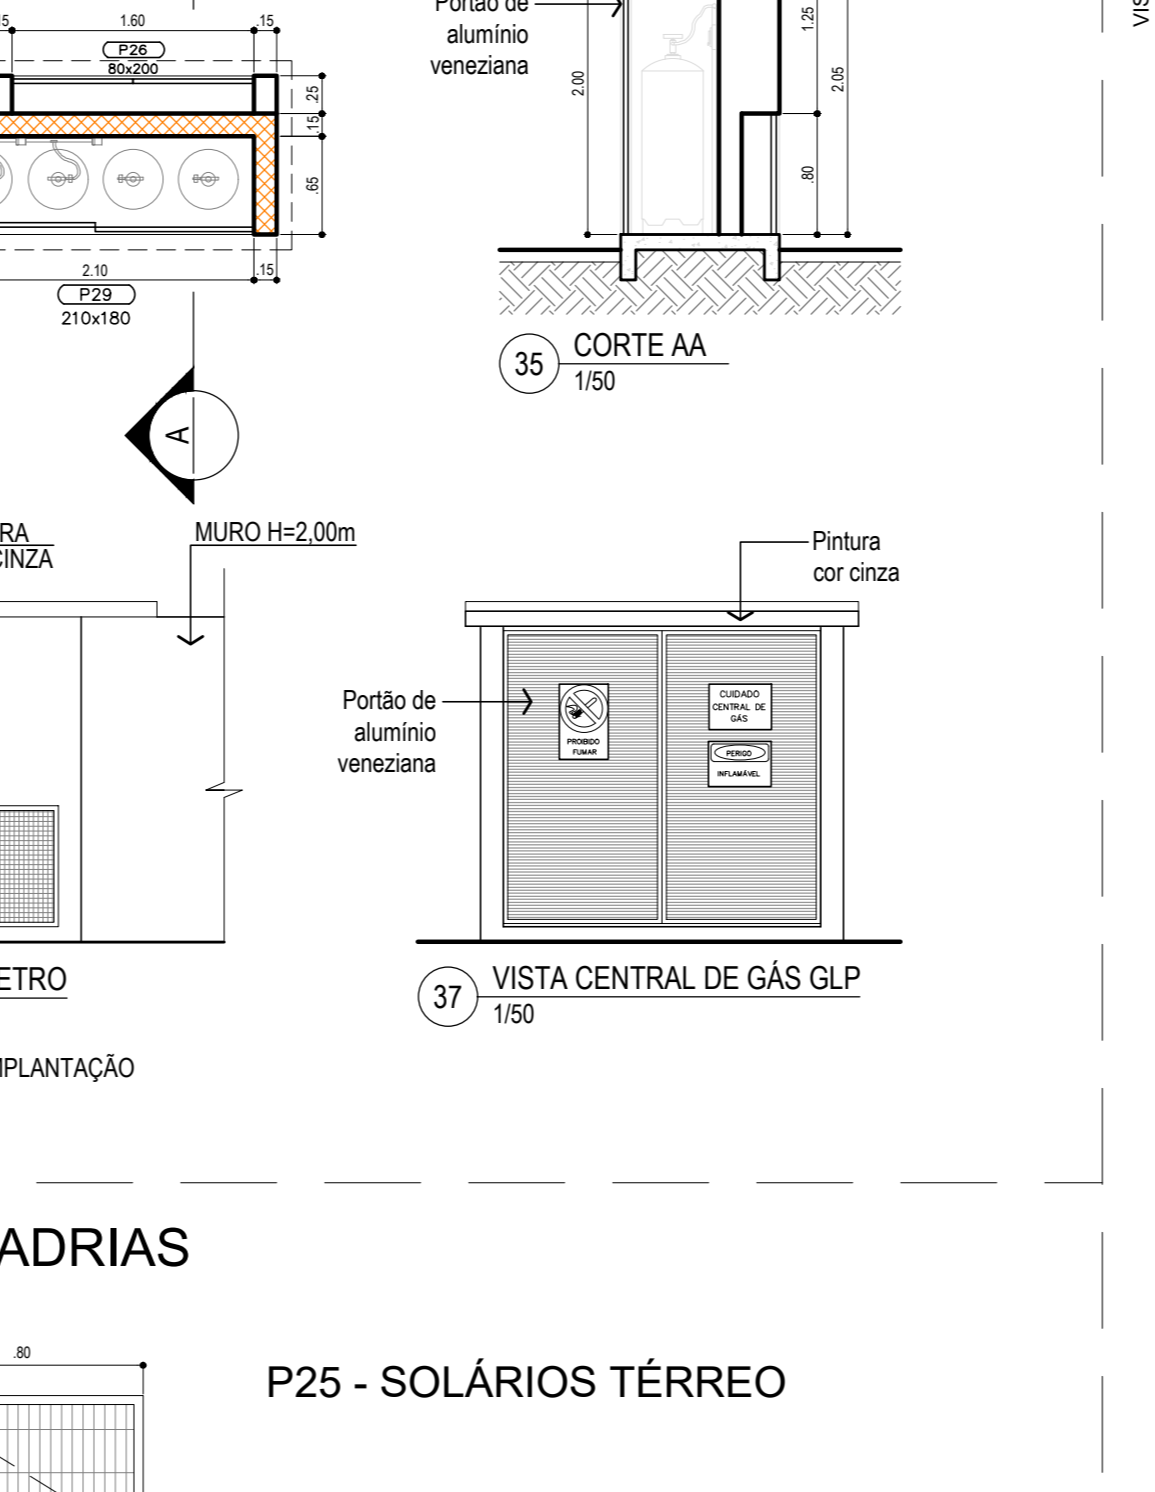 1.60
.15
P26
80x200
.25
.15
.65
2.10
.15
P29
210x180
A
Portão de
alumínio
veneziana
2.00
1.25
2.05
.80
35
CORTE AA
1/50
MURO H=2,00m
CINZA
Pintura
cor cinza
Portão de
alumínio
veneziana
PROIBIDO
FUMAR
CUIDADO
CENTRAL DE
GÁS
PERIGO
INFLAMÁVEL
ETRO
37
VISTA CENTRAL DE GÁS GLP
1/50
MPLANTAÇÃO
ADRIAS
.80
P25 - SOLÁRIOS TÉRREO